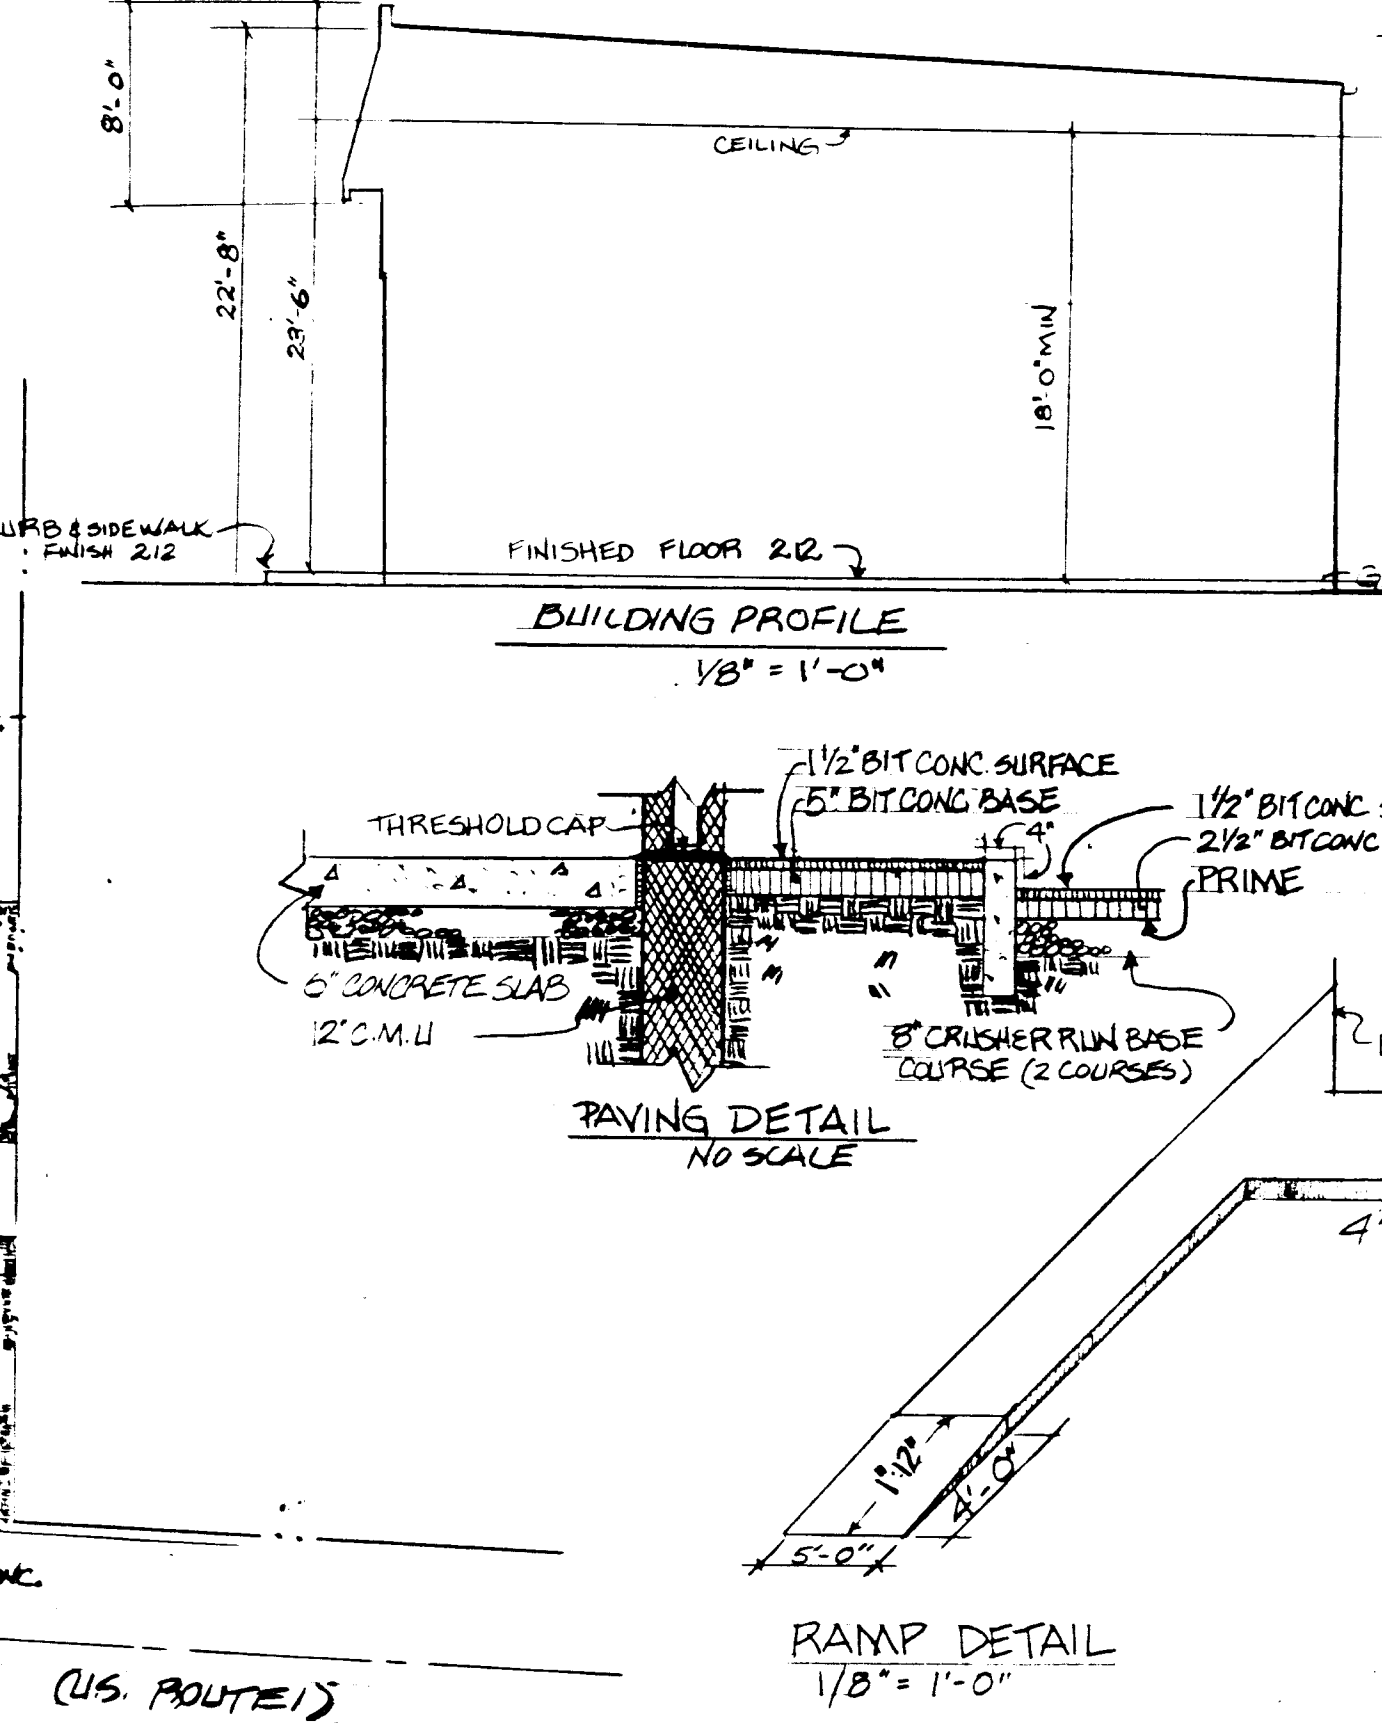 8'-0"
22'-8"
23'-6"
CEILING
18'-0" MIN
URB & SIDEWALK
FINISH 212
FINISHED FLOOR 212
BUILDING PROFILE
1/8" = 1'-0"
1 1/2" BIT CONC. SURFACE
5" BIT CONC BASE
THRESHOLD CAP
4"
1 1/2" BIT CONC
2 1/2" BIT CONC
PRIME
6" CONCRETE SLAB
12" C.M.U
8" CRUSHER RUN BASE
COURSE (2 COURSES)
PAVING DETAIL
NO SCALE
4"
1":12"
4'-0"
5'-0"
NC.
RAMP DETAIL
1/8" = 1'-0"
(U.S. ROUTE 1)